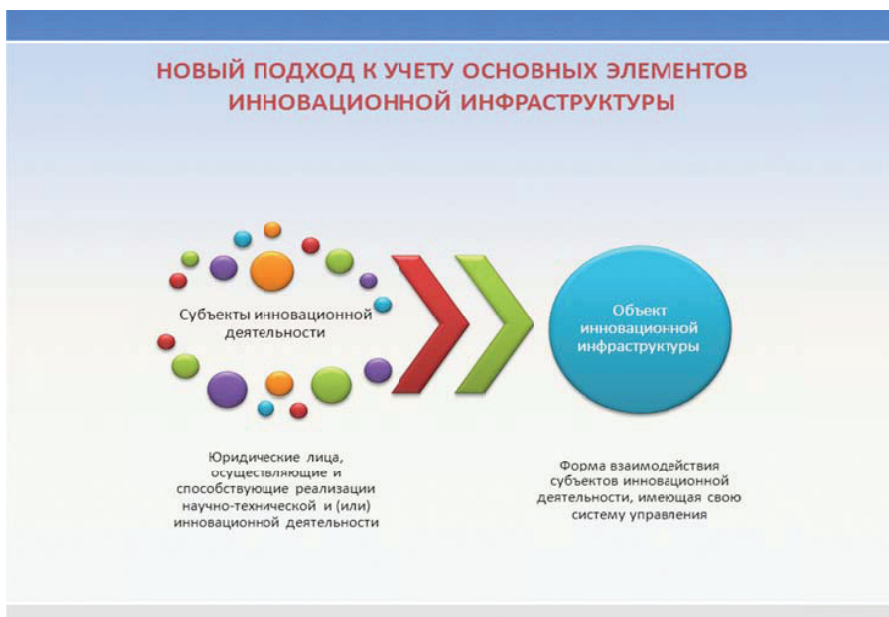 НОВЫЙ ПОДХОД К УЧЕТУ ОСНОВНЫХ ЭЛЕМЕНТОВ
ИННОВАЦИОННОЙ ИНФРАСТРУКТУРЫ
Субъекты инновационной
деятельности
Объект
инновационной
инфраструктуры
Юридические лица,
осуществляющие и
способствующие реализации
научно-технической и (или)
инновационной деятельности
Форма взаимодействия
субъектов инновационной
деятельности, имеющая свою
систему управления